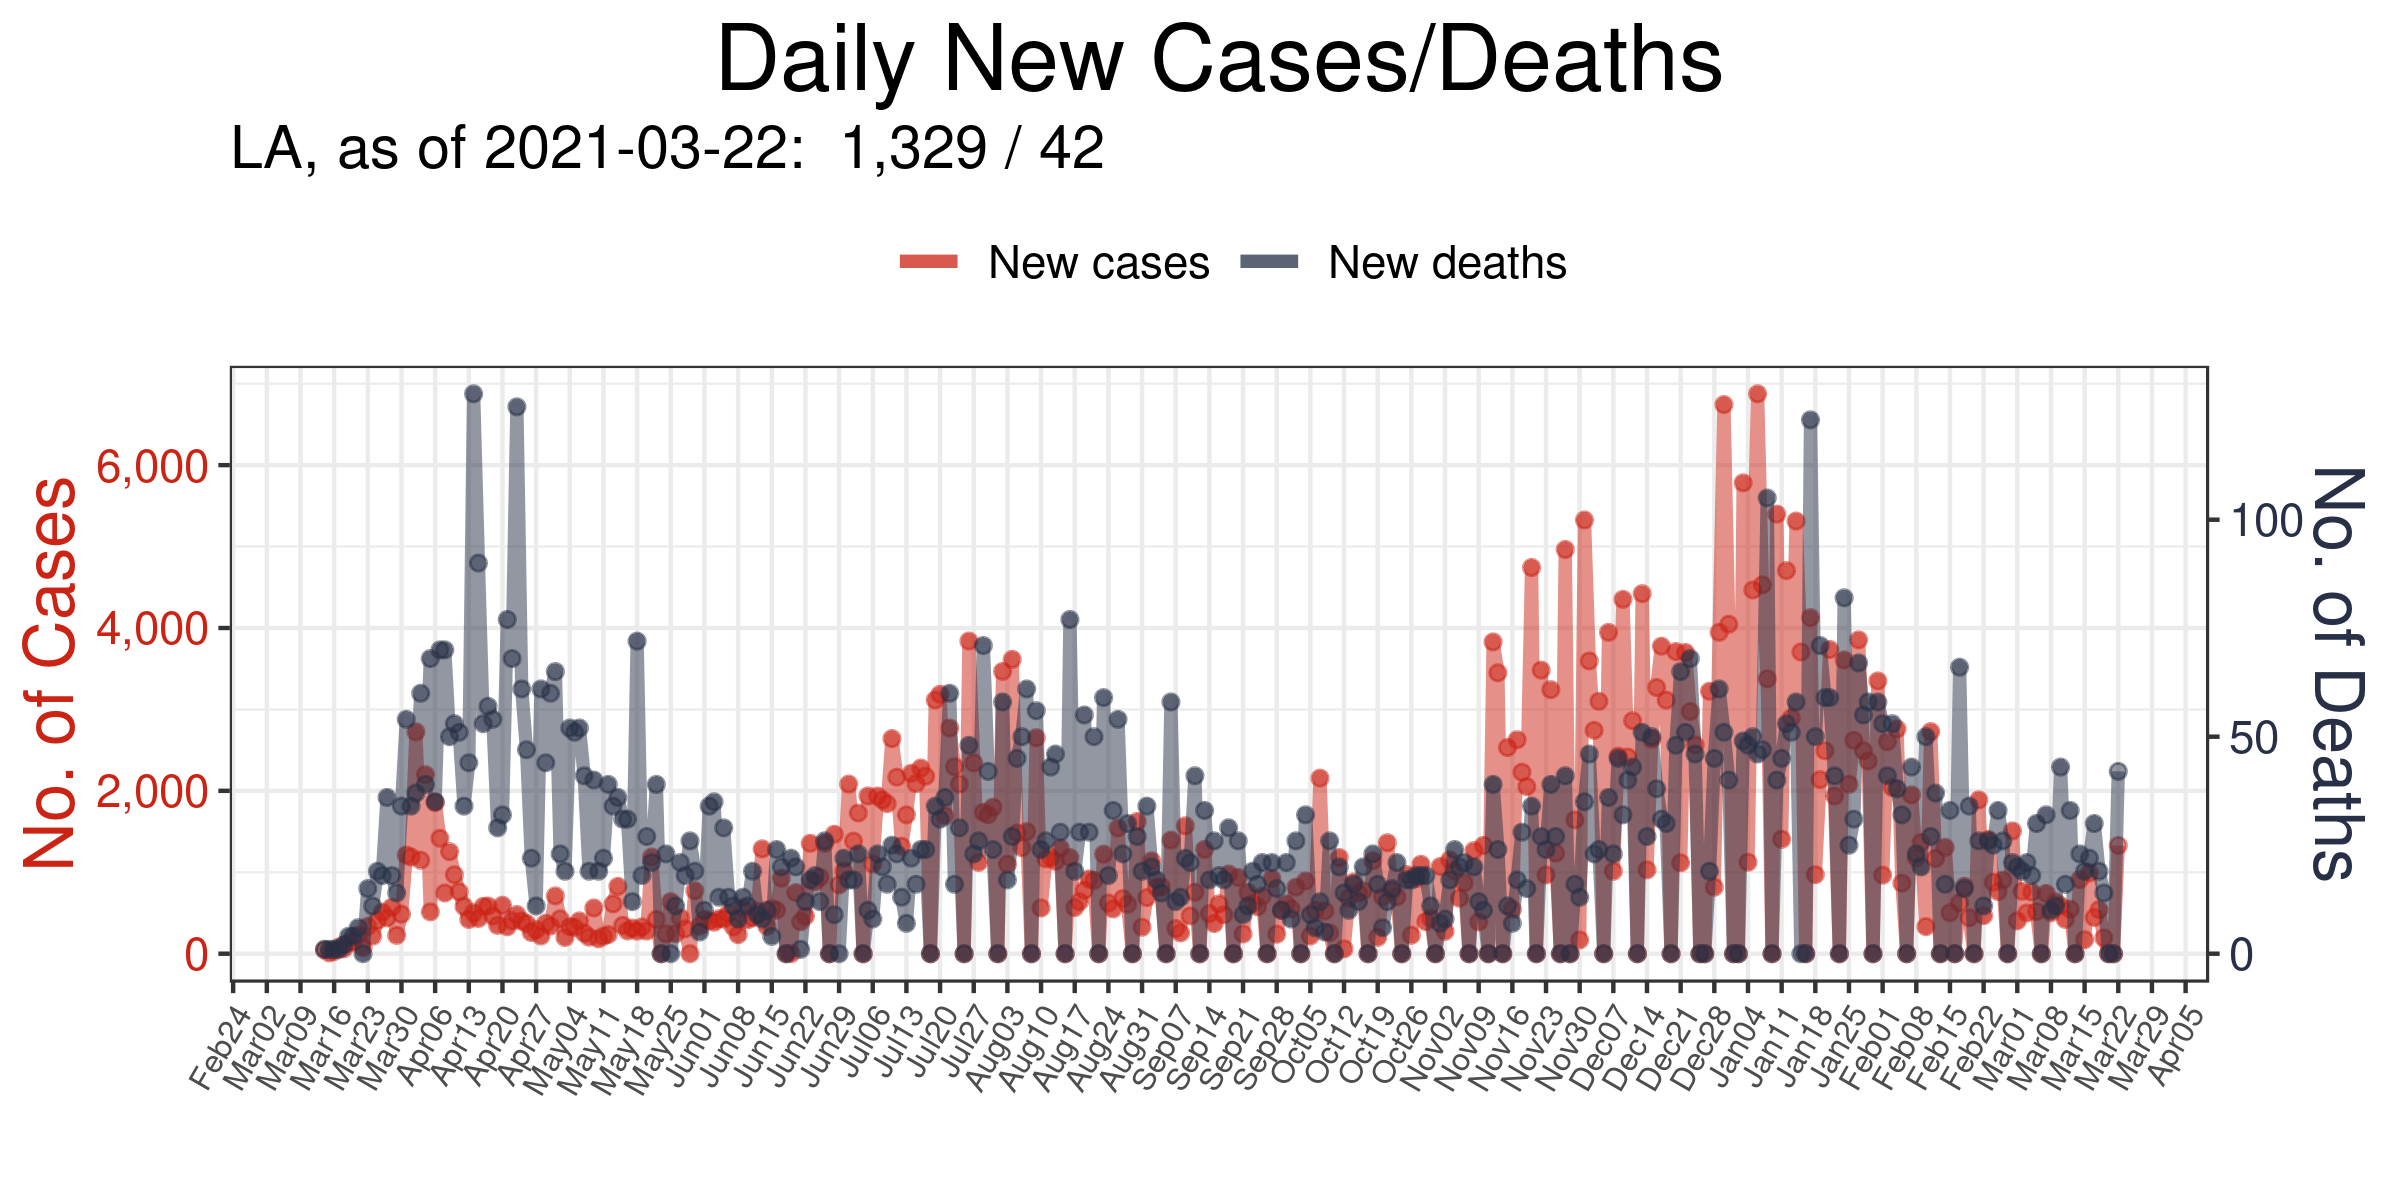 Daily New Cases/Deaths
LA, as of 2021-03-22:  1,329 / 42
New cases
New deaths
No. of Cases
6,000
4,000
2,000
0
100
50
0
No. of Deaths
Feb24
Mar02
Mar09
Mar16
Mar23
Mar30
Apr06
Apr13
Apr20
Apr27
May04
May11
May18
May25
Jun01
Jun08
Jun15
Jun22
Jun29
Jul06
Jul13
Jul20
Jul27
Aug03
Aug10
Aug17
Aug24
Aug31
Sep07
Sep14
Sep21
Sep28
Oct05
Oct12
Oct19
Oct26
Nov02
Nov09
Nov16
Nov23
Nov30
Dec07
Dec14
Dec21
Dec28
Jan04
Jan11
Jan18
Jan25
Feb01
Feb08
Feb15
Feb22
Mar01
Mar08
Mar15
Mar22
Mar29
Apr05